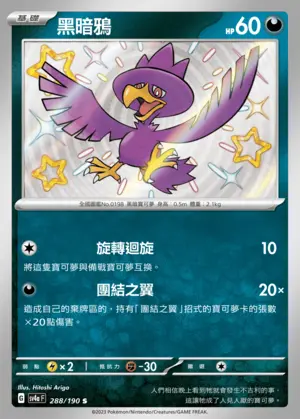 基礎 黑暗鴉 HP60
全國圖鑑No.0198 黑暗寶可夢 身高:0.5m 體重:2.1kg
旋轉迴旋 10
將這隻寶可夢與備戰寶可夢互換。
團結之翼 20×
造成自己的棄牌區的,持有「團結之翼」招式的寶可夢卡的張數
×20點傷害。
弱點 ×2 抵抗力 -30 撤退
Illus. Hitoshi Ariga
G sv4a F 288/190 S
人們相信晚上看到牠就會發生不吉利的事,
這讓牠成了人見人厭的寶可夢。
©2023 Pokémon/Nintendo/Creatures/GAME FREAK.